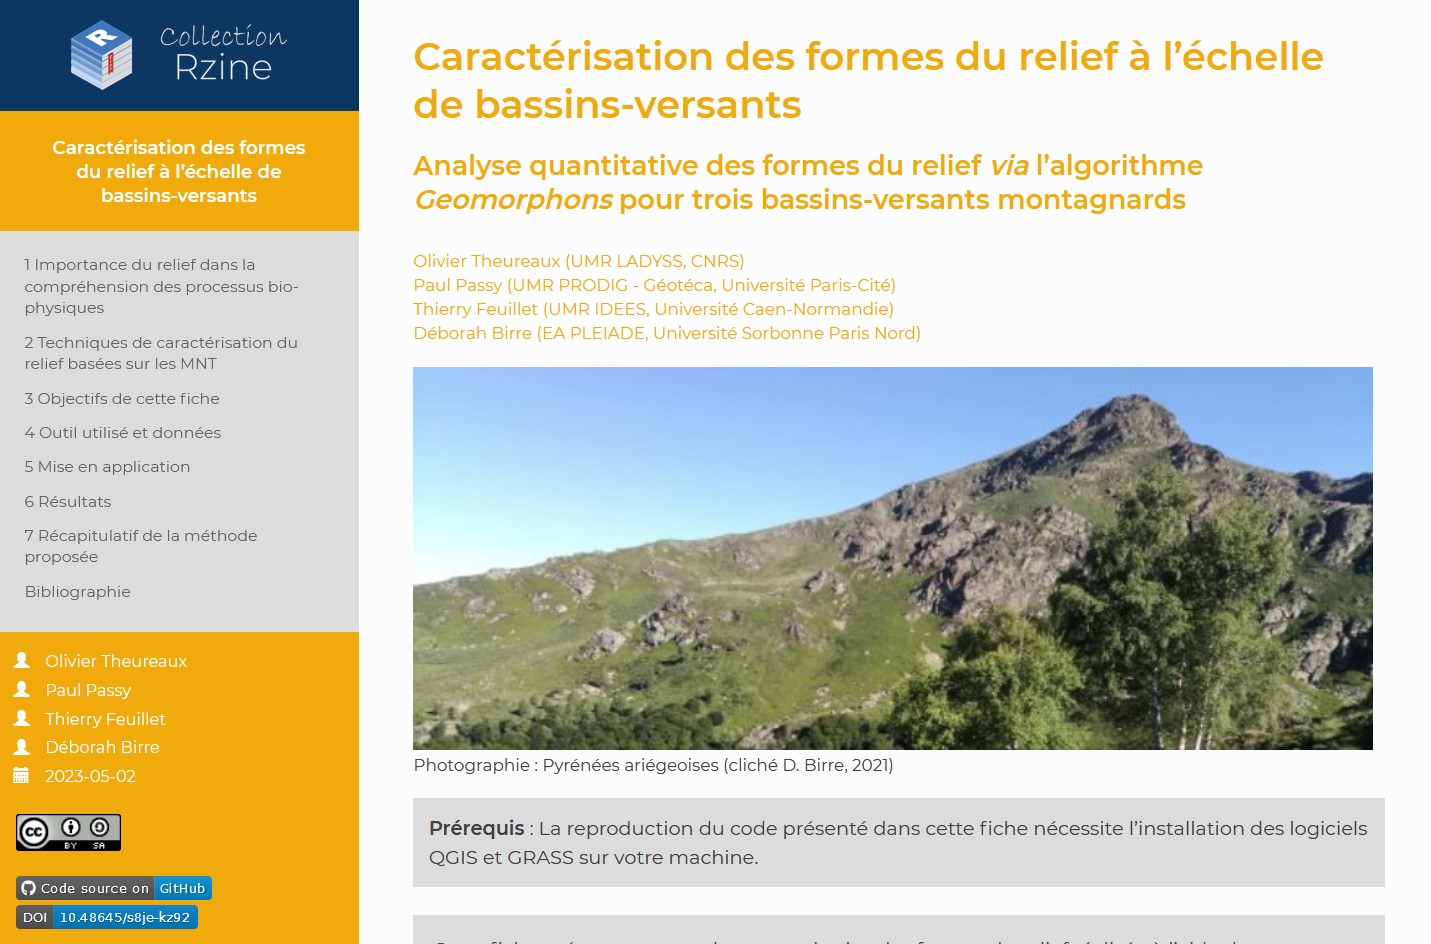 Collection
Rzine
Caractérisation des formes
du relief à l’échelle de
bassins-versants
1 Importance du relief dans la
compréhension des processus bio-
physiques
2 Techniques de caractérisation du
relief basées sur les MNT
3 Objectifs de cette fiche
4 Outil utilisé et données
5 Mise en application
6 Résultats
7 Récapitulatif de la méthode
proposée
Bibliographie
Olivier Theureaux
Paul Passy
Thierry Feuillet
Déborah Birre
2023-05-02
cc BY SA
Code source on GitHub
DOI 10.48645/s8je-kz92
Caractérisation des formes du relief à l’échelle
de bassins-versants
Analyse quantitative des formes du relief via l’algorithme
Geomorphons pour trois bassins-versants montagnards
Olivier Theureaux (UMR LADYSS, CNRS)
Paul Passy (UMR PRODIG - Géotéca, Université Paris-Cité)
Thierry Feuillet (UMR IDEES, Université Caen-Normandie)
Déborah Birre (EA PLEIADE, Université Sorbonne Paris Nord)
Photographie : Pyrénées ariégeoises (cliché D. Birre, 2021)
Prérequis : La reproduction du code présenté dans cette fiche nécessite l’installation des logiciels
QGIS et GRASS sur votre machine.